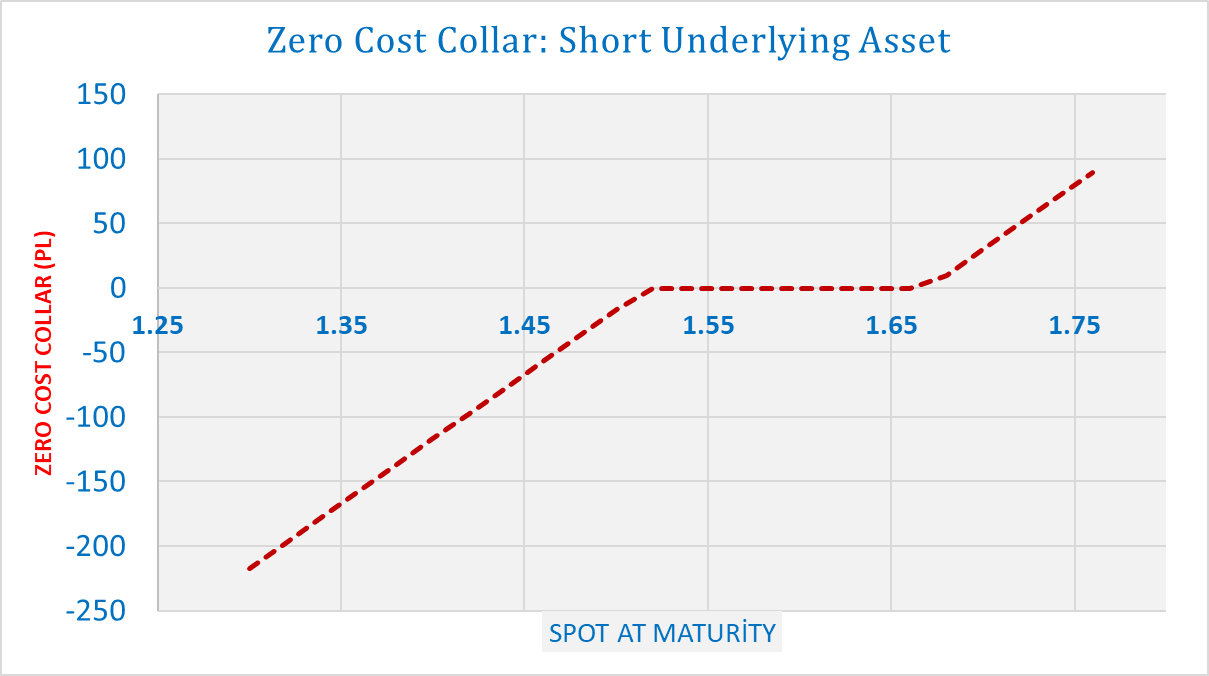 Zero Cost Collar: Short Underlying Asset
150
100
50
0
-50
-100
-150
-200
-250
1.25 1.35 1.45 1.55 1.65 1.75
ZERO COST COLLAR (PL)
SPOT AT MATURİTY